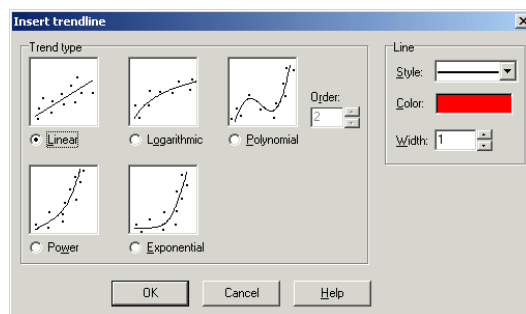 Insert trendline
Trend type
Linear
Logarithmic
Polynomial
Order:
2
Power
Exponential
Line
Style:
Color:
Width:
1
OK
Cancel
Help